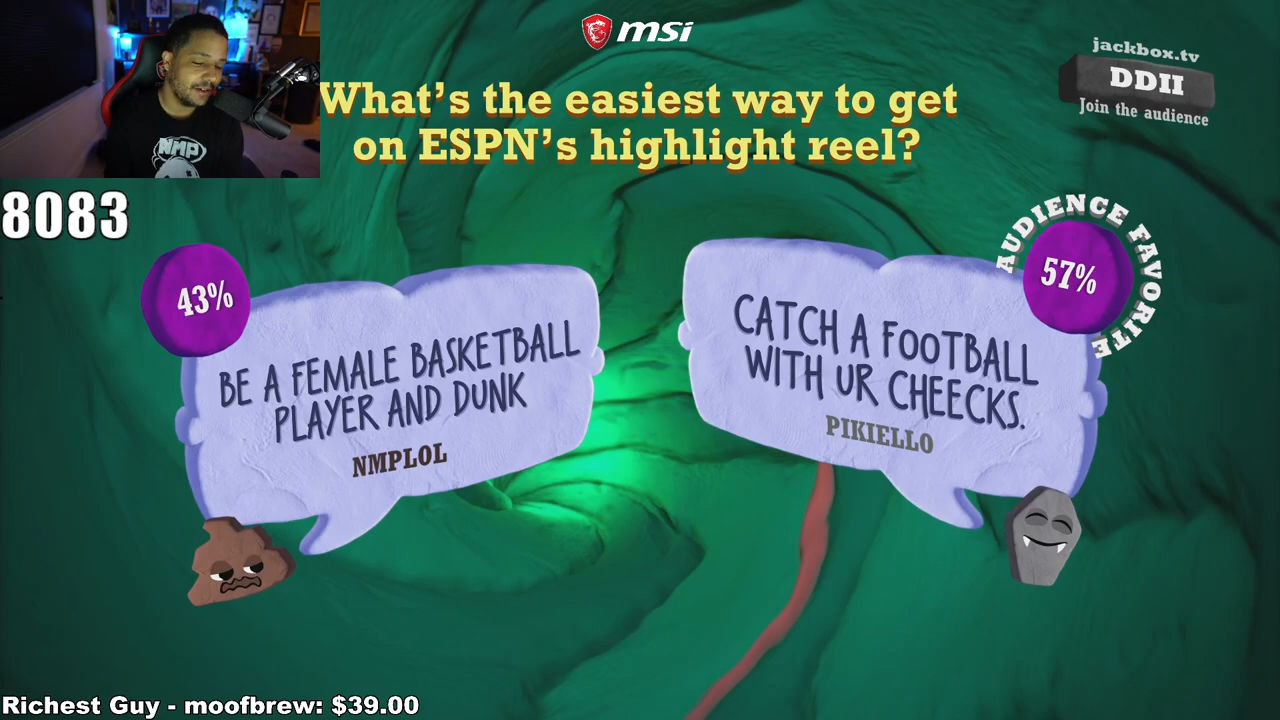 msi
jackbox.tv
DDII
Join the audience
What's the easiest way to get
on ESPN's highlight reel?
NMP
8083
43%
BE A FEMALE BASKETBALL
PLAYER AND DUNK
NMPLOL
AUDIENCE FAVORITE
57%
CATCH A FOOTBALL
WITH UR CHEECKS.
PIKIELLO
Richest Guy - moofbrew: $39.00